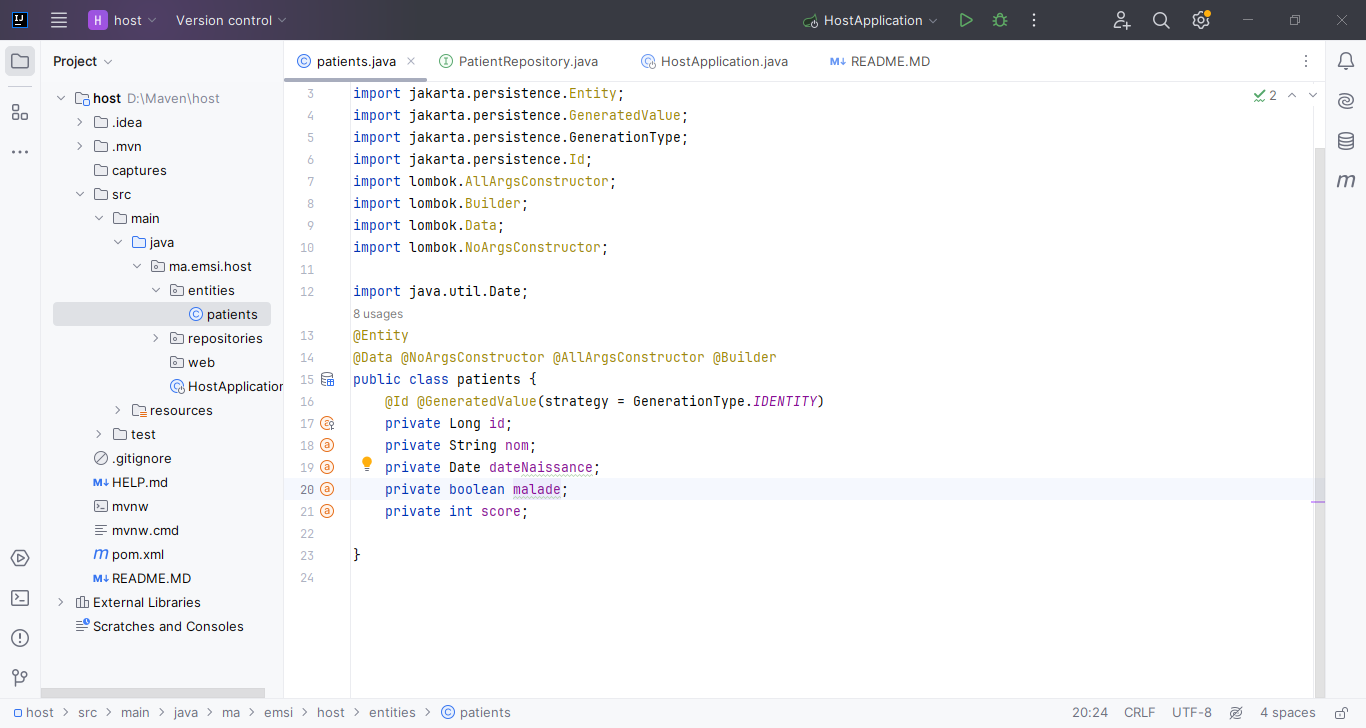 H host Version control HostApplication
Project
patients.java PatientRepository.java HostApplication.java M↓ README.MD
host D:\Maven\host
.idea
.mvn
captures
src
main
java
ma.emsi.host
entities
patients
repositories
web
HostApplication
resources
test
.gitignore
M↓ HELP.md
mvnw
mvnw.cmd
m pom.xml
M↓ README.MD
External Libraries
Scratches and Consoles
3 import jakarta.persistence.Entity;
4 import jakarta.persistence.GeneratedValue;
5 import jakarta.persistence.GenerationType;
6 import jakarta.persistence.Id;
7 import lombok.AllArgsConstructor;
8 import lombok.Builder;
9 import lombok.Data;
10 import lombok.NoArgsConstructor;
11
12 import java.util.Date;
8 usages
13 @Entity
14 @Data @NoArgsConstructor @AllArgsConstructor @Builder
15 public class patients {
16 @Id @GeneratedValue(strategy = GenerationType.IDENTITY)
17 private Long id;
18 private String nom;
19 private Date dateNaissance;
20 private boolean malade;
21 private int score;
22
23 }
24
2
m
host > src > main > java > ma > emsi > host > entities > patients 20:24 CRLF UTF-8 4 spaces